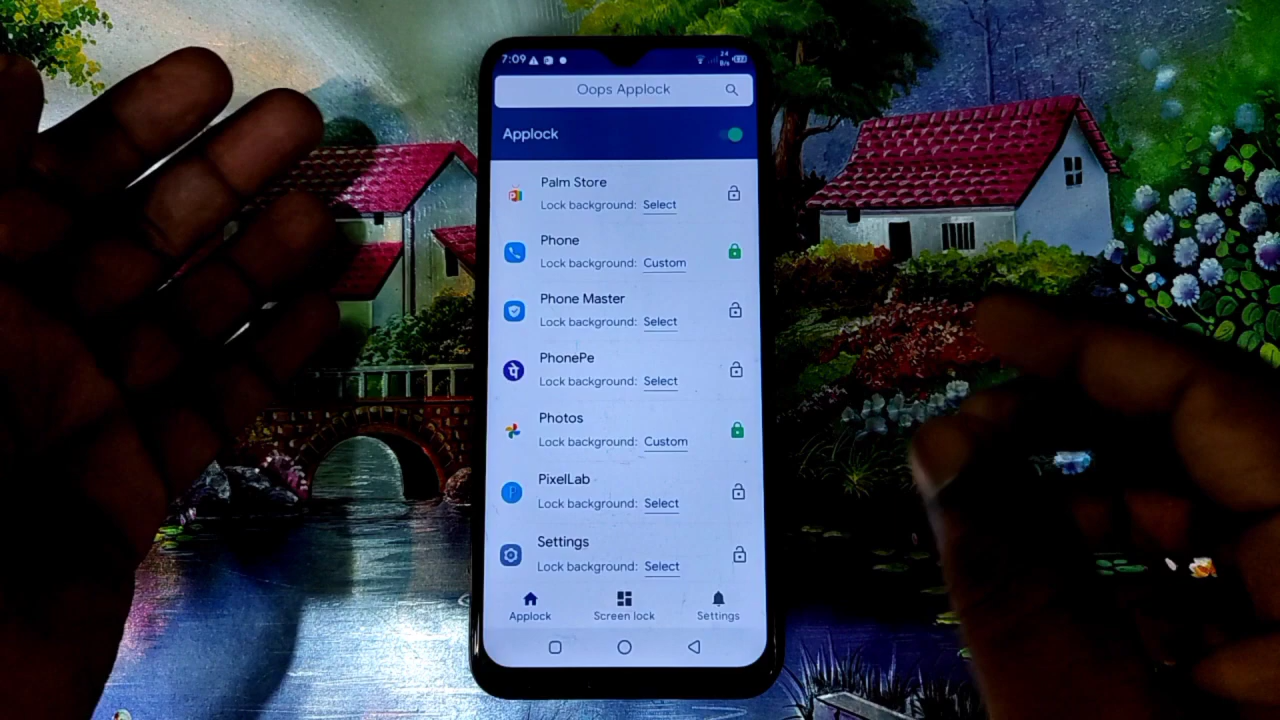 7:09
24
B/s
Oops Applock
Applock
Palm Store
Lock background: Select
Phone
Lock background: Custom
Phone Master
Lock background: Select
PhonePe
Lock background: Select
Photos
Lock background: Custom
PixelLab
Lock background: Select
Settings
Lock background: Select
Applock Screen lock Settings